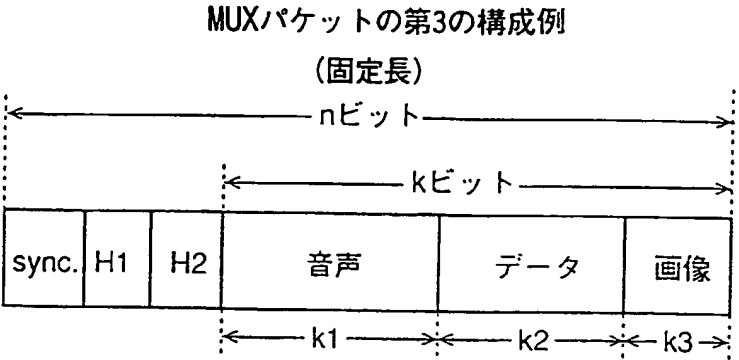 MUXパケットの第3の構成例
(固定長)
nビット
kビット
sync. H1 H2 音声 データ 画像
k1 k2 k3